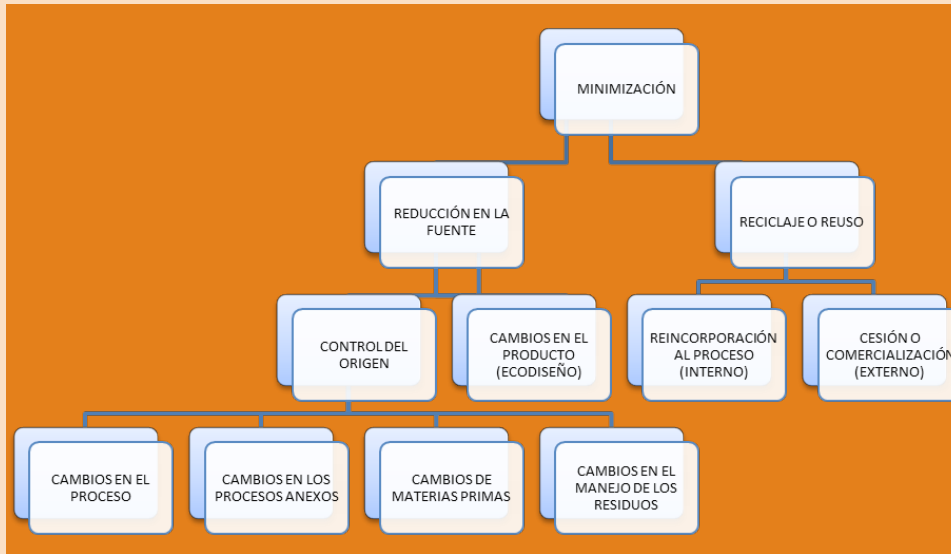 MINIMIZACIÓN
REDUCCIÓN EN LA
FUENTE
RECICLAJE O REUSO
CONTROL DEL
ORIGEN
CAMBIOS EN EL
PRODUCTO
(ECODISEÑO)
REINCORPORACIÓN
AL PROCESO
(INTERNO)
CESIÓN O
COMERCIALIZACIÓN
(EXTERNO)
CAMBIOS EN EL
PROCESO
CAMBIOS EN LOS
PROCESOS ANEXOS
CAMBIOS DE
MATERIAS PRIMAS
CAMBIOS EN EL
MANEJO DE LOS
RESIDUOS